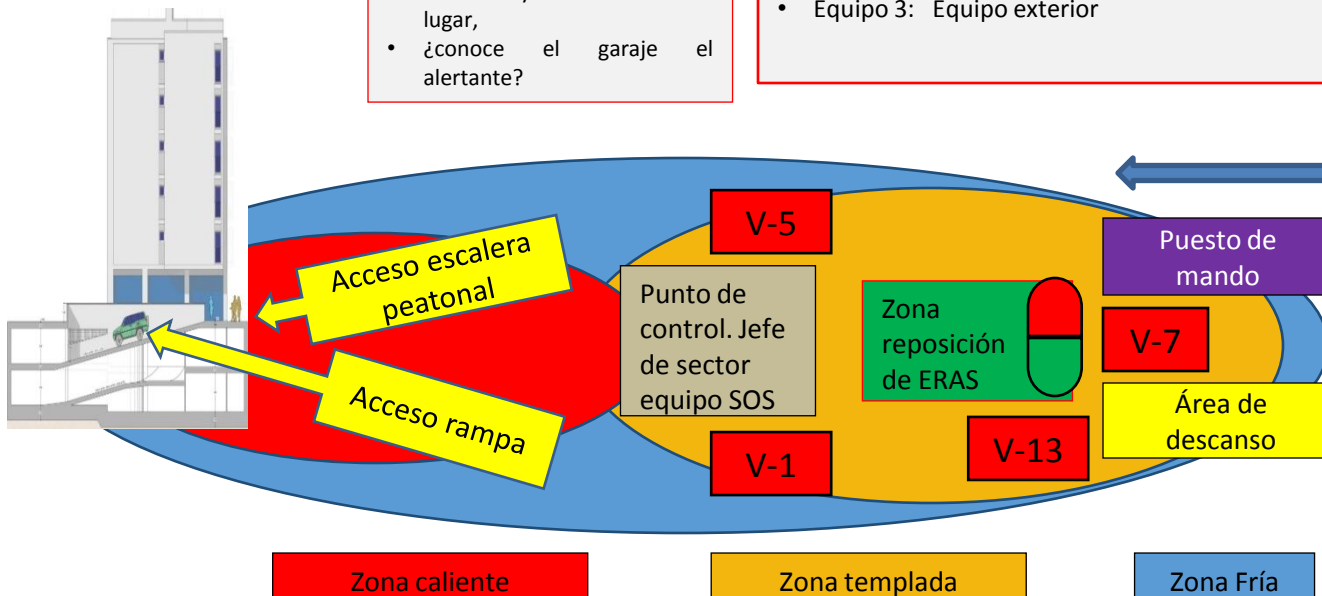 lugar,
• ¿conoce el garaje el
alertante?
• Equipo 3: Equipo exterior
V-5
Acceso escalera
peatonal
Puesto de
mando
Punto de
control. Jefe
de sector
equipo SOS
Zona
reposición
de ERAS
V-7
Acceso rampa
Área de
descanso
V-1
V-13
Zona caliente
Zona templada
Zona Fría